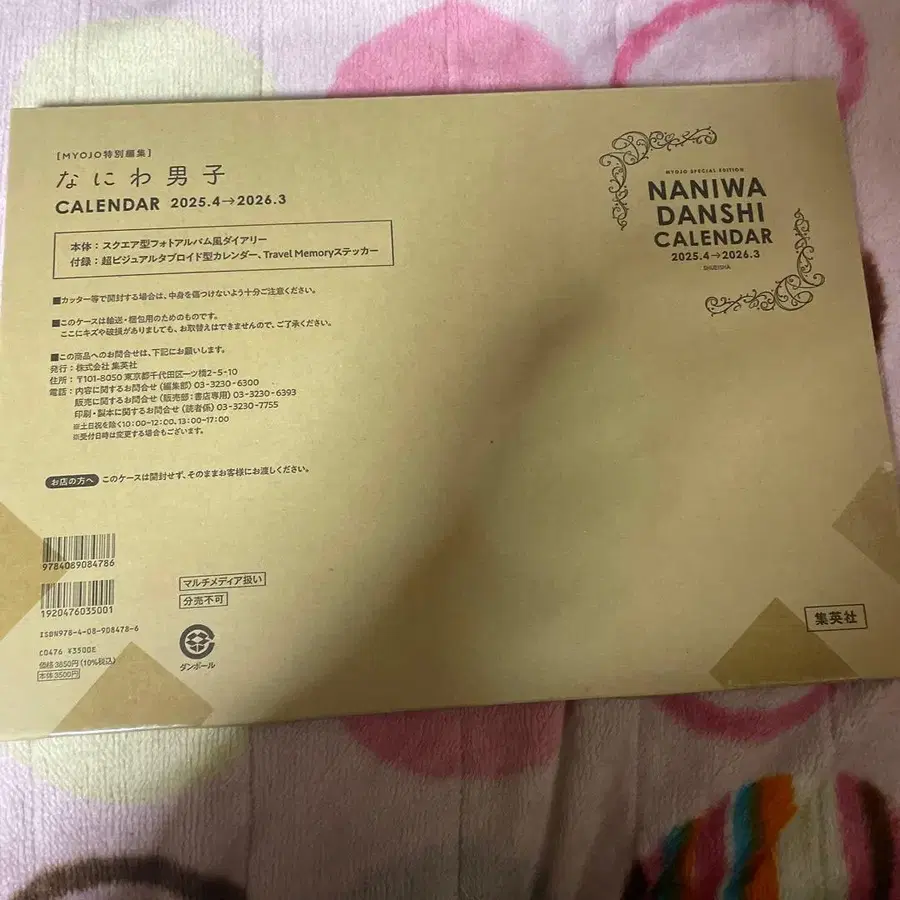 [MYOJO特別編集]
なにわ男子
CALENDAR 2025.4→2026.3
本体:スクエア型フォトアルバム風ダイアリー
付録:超ビジュアルタブロイド型カレンダー、Travel Memoryステッカー
■カッター等で開封する場合は、中身を傷つけないよう十分ご注意ください。
■このケースは輸送・梱包用のためのものです。
ここにキズや破損がありましても、お取替えはできませんので、ご了承ください。
■この商品へのお問合せは、下記にお願いします。
発行:株式会社 集英社
住所:〒101-8050 東京都千代田区一ツ橋2-5-10
電話:内容に関するお問合せ(編集部)03-3230-6300
販売に関するお問合せ(販売部:書店専用)03-3230-6393
印刷・製本に関するお問合せ(読者係)03-3230-7755
※土日祝を除く10:00-12:00、13:00-17:00
※受付日時は変更する場合もございます。
お店の方へ このケースは開封せず、そのままお客様にお渡しください。
9784089084786
1920476035001
ISBN978-4-08-908478-6
C0476 ¥3500E
価格3850円(10%税込)
本体3500円
マルチメディア扱い
分売不可
ダンボール
MYOJO SPECIAL EDITION
NANIWA
DANSHI
CALENDAR
2025.4→2026.3
SHUEISHA
集英社